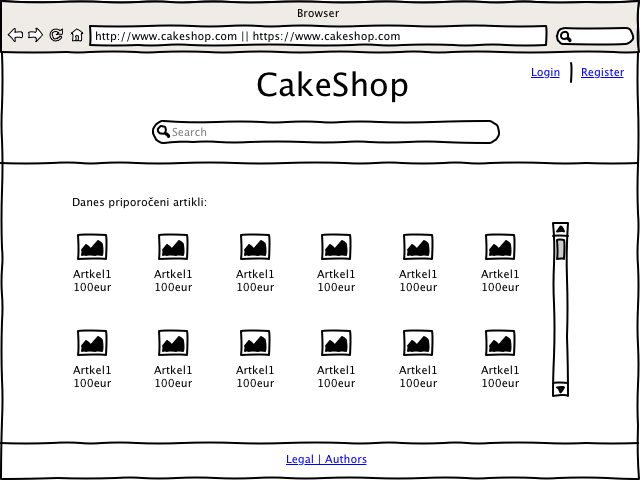 Browser
http://www.cakeshop.com || https://www.cakeshop.com
Login | Register
CakeShop
Search
Danes priporočeni artikli:
Artkel1 Artkel1 Artkel1 Artkel1 Artkel1 Artkel1
100eur 100eur 100eur 100eur 100eur 100eur
Artkel1 Artkel1 Artkel1 Artkel1 Artkel1 Artkel1
100eur 100eur 100eur 100eur 100eur 100eur
Legal | Authors